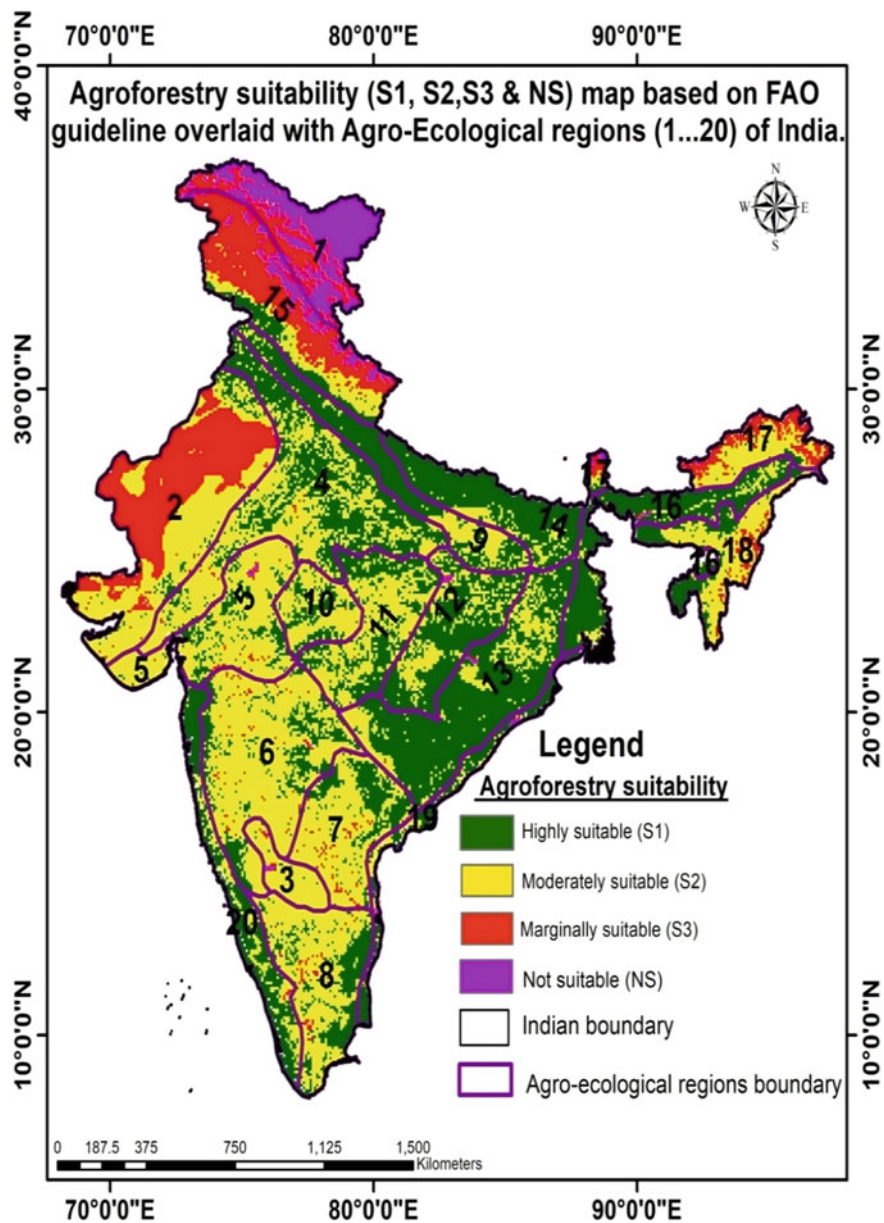 70°0'0"E 80°0'0"E 90°0'0"E
40°0'0"N 40°0'0"N
Agroforestry suitability (S1, S2,S3 & NS) map based on FAO
guideline overlaid with Agro-Ecological regions (1...20) of India.
N
W E
S
1
15
30°0'0"N 30°0'0"N
17
2
4
17
14
16
9
18
16
5
10
11
12
13
5
20°0'0"N 20°0'0"N
6
7
19
3
20
8
Legend
Agroforestry suitability
Highly suitable (S1)
Moderately suitable (S2)
Marginally suitable (S3)
Not suitable (NS)
Indian boundary
Agro-ecological regions boundary
10°0'0"N 10°0'0"N
0 187.5 375 750 1,125 1,500
Kilometers
70°0'0"E 80°0'0"E 90°0'0"E